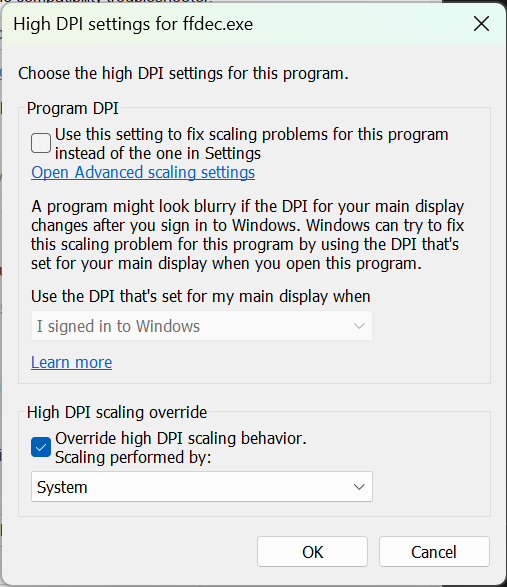 High DPI settings for ffdec.exe
Choose the high DPI settings for this program.
Program DPI
Use this setting to fix scaling problems for this program
instead of the one in Settings
Open Advanced scaling settings
A program might look blurry if the DPI for your main display
changes after you sign in to Windows. Windows can try to fix
this scaling problem for this program by using the DPI that's
set for your main display when you open this program.
Use the DPI that's set for my main display when
I signed in to Windows
Learn more
High DPI scaling override
Override high DPI scaling behavior.
Scaling performed by:
System
OK
Cancel